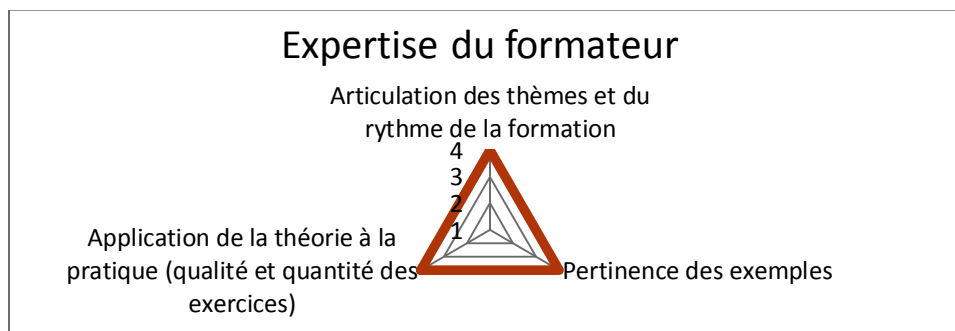 Expertise du formateur
Articulation des thèmes et du
rythme de la formation
4
3
2
1
Application de la théorie à la
pratique (qualité et quantité des
exercices)
Pertinence des exemples